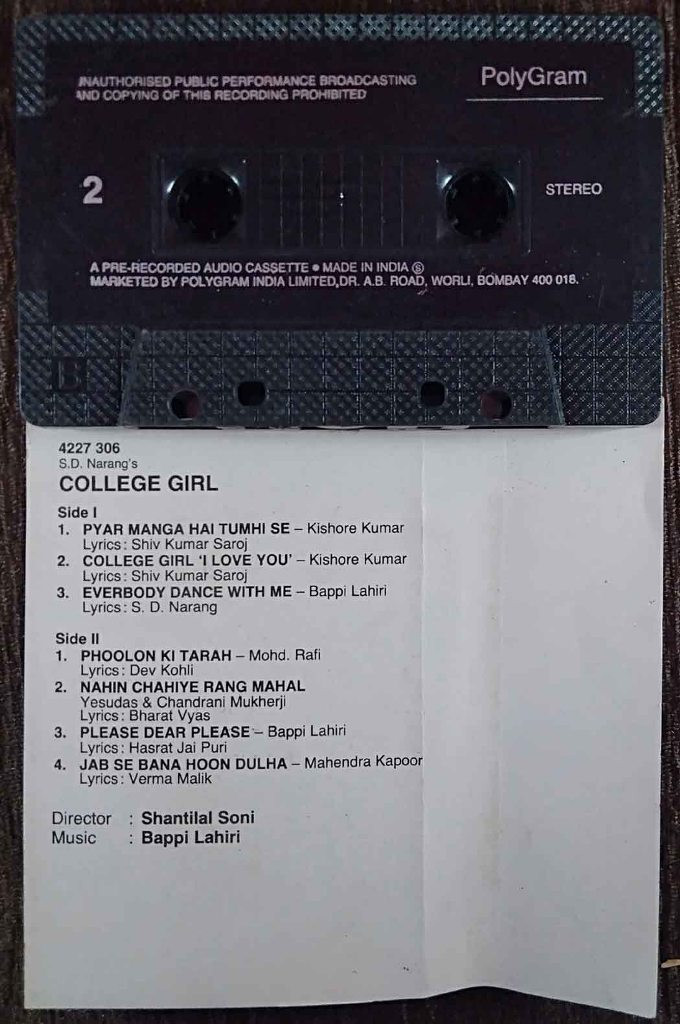 UNAUTHORISED PUBLIC PERFORMANCE BROADCASTING
AND COPYING OF THIS RECORDING PROHIBITED
PolyGram
2
STEREO
A PRE-RECORDED AUDIO CASSETTE ● MADE IN INDIA Ⓢ
MARKETED BY POLYGRAM INDIA LIMITED,DR. A.B. ROAD, WORLI, BOMBAY 400 018.
B
4227 306
S.D. Narang's
COLLEGE GIRL
Side I
1. PYAR MANGA HAI TUMHI SE – Kishore Kumar
Lyrics : Shiv Kumar Saroj
2. COLLEGE GIRL 'I LOVE YOU' – Kishore Kumar
Lyrics : Shiv Kumar Saroj
3. EVERBODY DANCE WITH ME – Bappi Lahiri
Lyrics : S. D. Narang
Side II
1. PHOOLON KI TARAH – Mohd. Rafi
Lyrics : Dev Kohli
2. NAHIN CHAHIYE RANG MAHAL
Yesudas & Chandrani Mukherji
Lyrics : Bharat Vyas
3. PLEASE DEAR PLEASE – Bappi Lahiri
Lyrics : Hasrat Jai Puri
4. JAB SE BANA HOON DULHA – Mahendra Kapoor
Lyrics : Verma Malik
Director : Shantilal Soni
Music : Bappi Lahiri